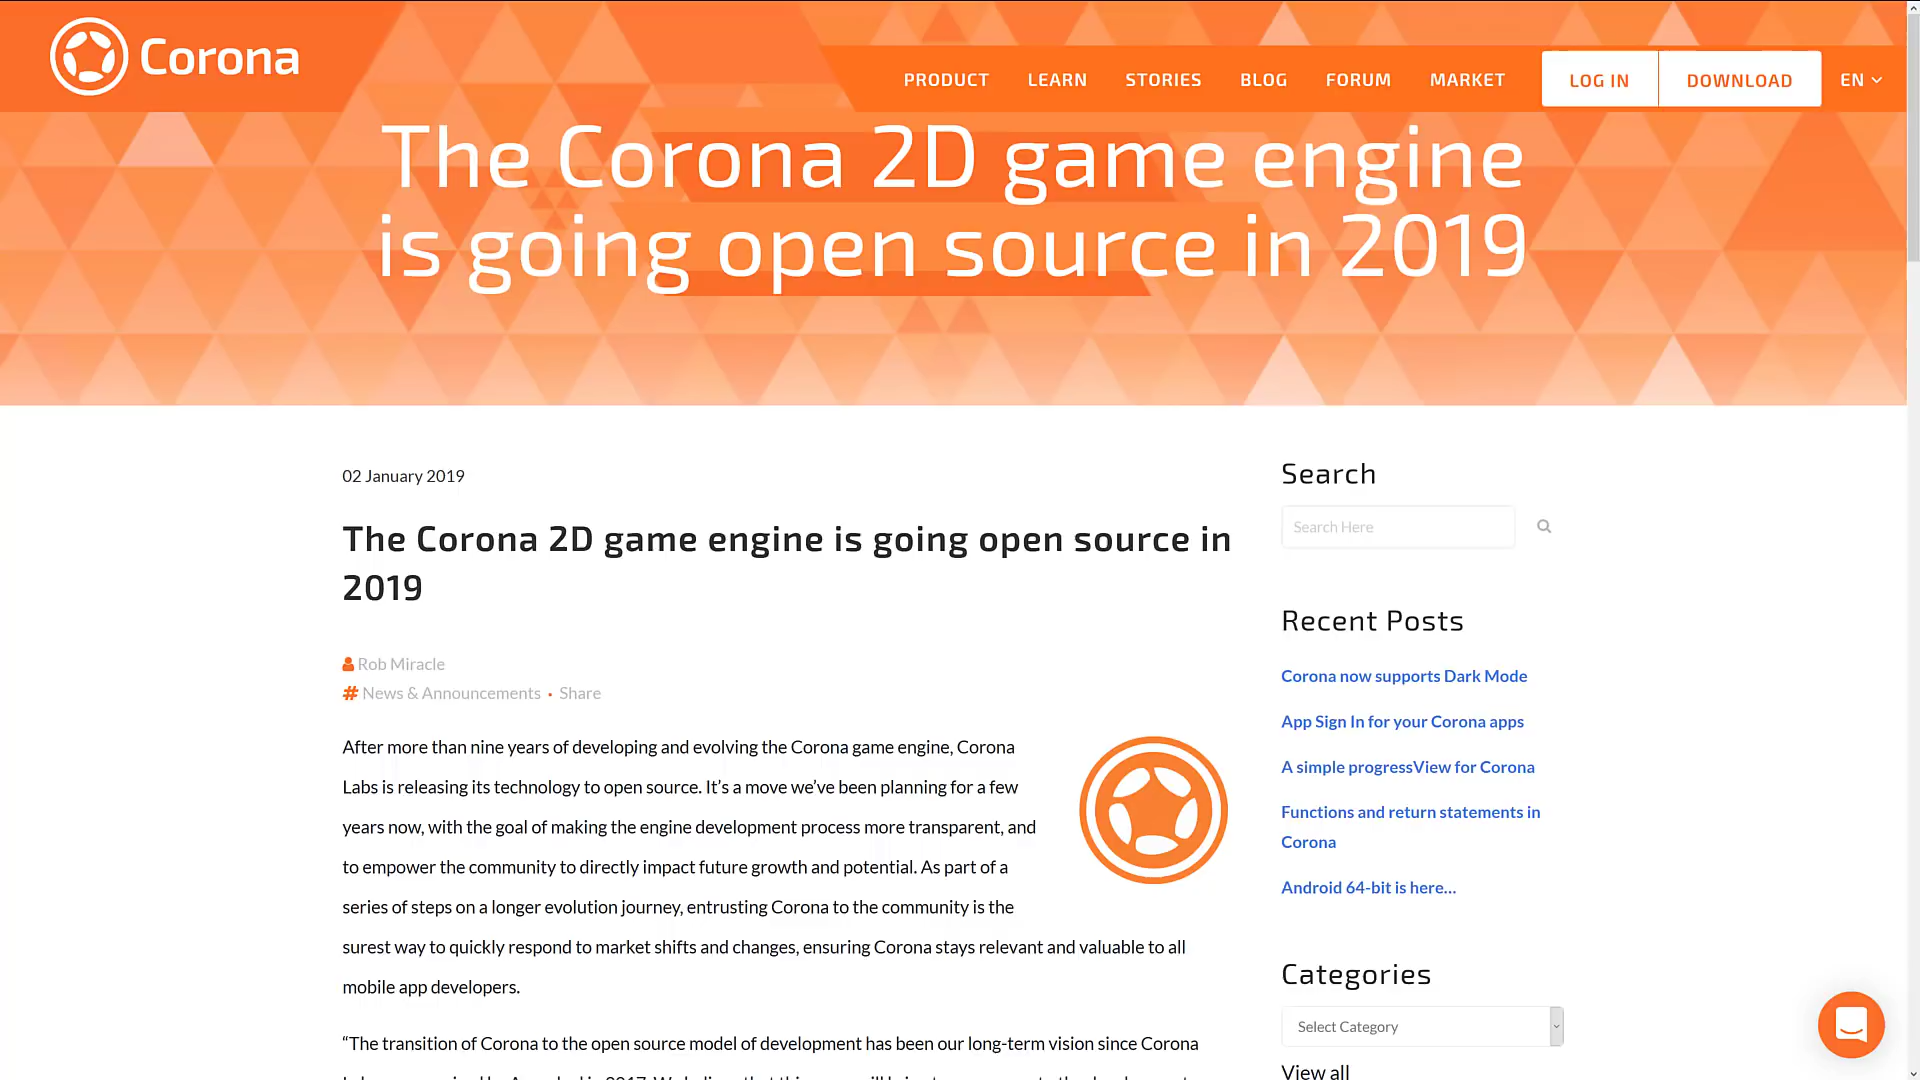 Corona
PRODUCT LEARN STORIES BLOG FORUM MARKET LOG IN DOWNLOAD EN
The Corona 2D game engine
is going open source in 2019
02 January 2019
The Corona 2D game engine is going open source in
2019
Rob Miracle
# News & Announcements • Share
After more than nine years of developing and evolving the Corona game engine, Corona
Labs is releasing its technology to open source. It’s a move we’ve been planning for a few
years now, with the goal of making the engine development process more transparent, and
to empower the community to directly impact future growth and potential. As part of a
series of steps on a longer evolution journey, entrusting Corona to the community is the
surest way to quickly respond to market shifts and changes, ensuring Corona stays relevant and valuable to all
mobile app developers.
“The transition of Corona to the open source model of development has been our long-term vision since Corona
Search
Search Here
Recent Posts
Corona now supports Dark Mode
App Sign In for your Corona apps
A simple progressView for Corona
Functions and return statements in
Corona
Android 64-bit is here…
Categories
Select Category
View all